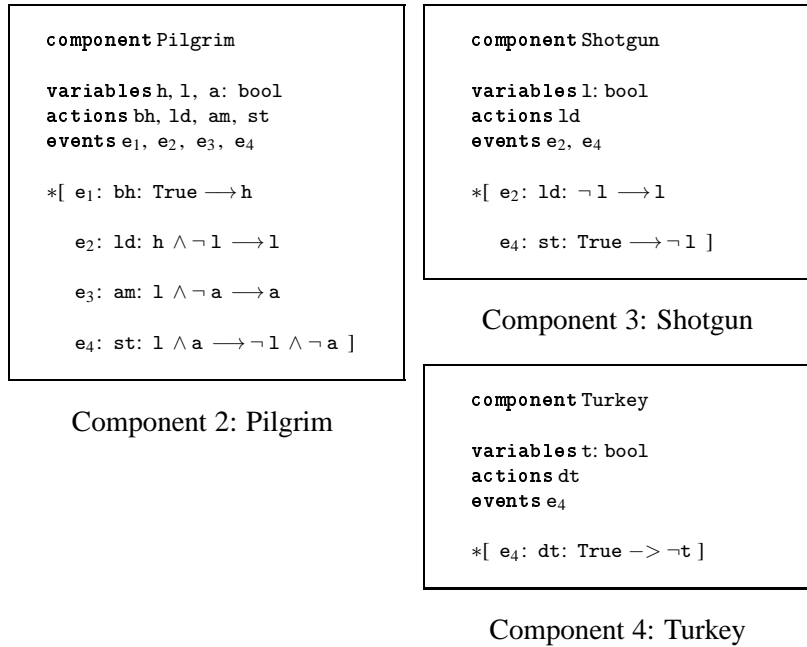 component Pilgrim
variables h, l, a: bool
actions bh, ld, am, st
events e₁, e₂, e₃, e₄
*[ e₁: bh: True ⟶ h
e₂: ld: h ∧ ¬ l ⟶ l
e₃: am: l ∧ ¬ a ⟶ a
e₄: st: l ∧ a ⟶ ¬ l ∧ ¬ a ]
Component 2: Pilgrim
component Shotgun
variables l: bool
actions ld
events e₂, e₄
*[ e₂: ld: ¬ l ⟶ l
e₄: st: True ⟶ ¬ l ]
Component 3: Shotgun
component Turkey
variables t: bool
actions dt
events e₄
*[ e₄: dt: True −> ¬t ]
Component 4: Turkey